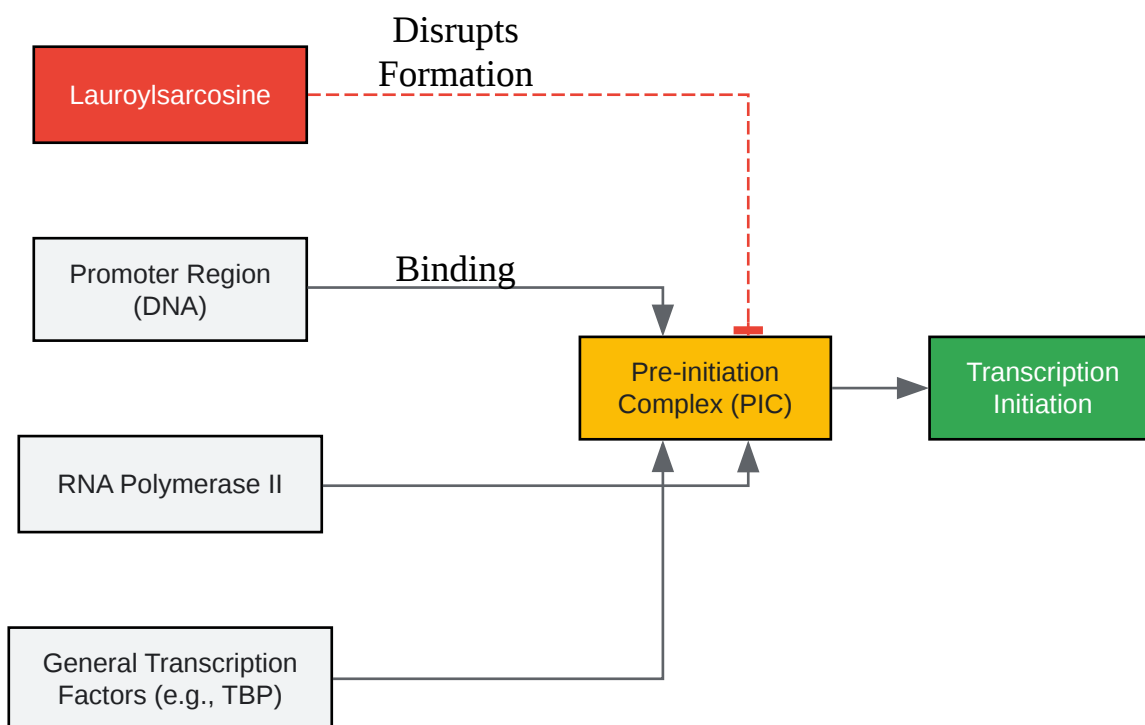 Disrupts
Formation
Lauroylsarcosine
Promoter Region
(DNA)
Binding
Pre-initiation
Complex (PIC)
Transcription
Initiation
RNA Polymerase II
General Transcription
Factors (e.g., TBP)